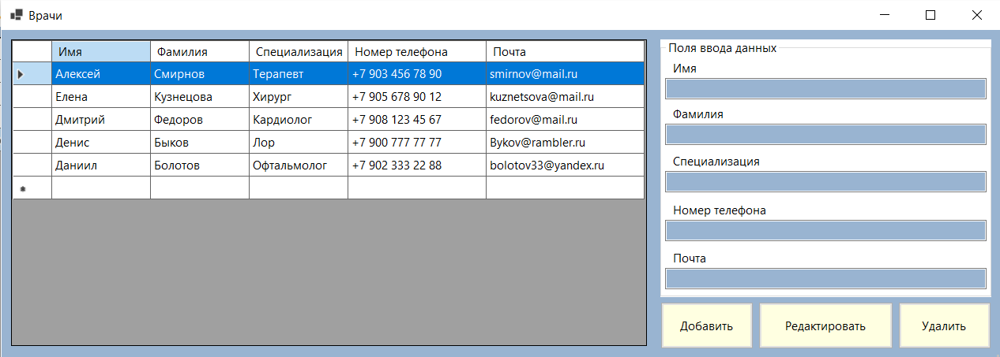 Врачи
Имя Фамилия Специализация Номер телефона Почта
Алексей Смирнов Терапевт +7 903 456 78 90 smirnov@mail.ru
Елена Кузнецова Хирург +7 905 678 90 12 kuznetsova@mail.ru
Дмитрий Федоров Кардиолог +7 908 123 45 67 fedorov@mail.ru
Денис Быков Лор +7 900 777 77 77 Bykov@rambler.ru
Даниил Болотов Офтальмолог +7 902 333 22 88 bolotov33@yandex.ru
Поля ввода данных
Имя
Фамилия
Специализация
Номер телефона
Почта
Добавить Редактировать Удалить